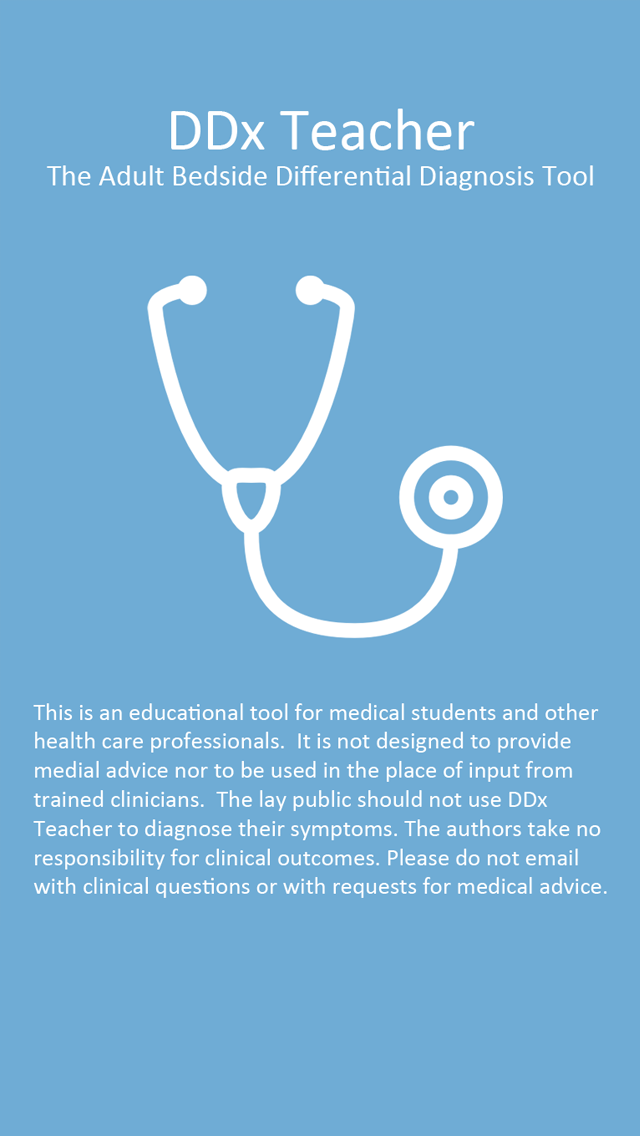 DDx Teacher
The Adult Bedside Differential Diagnosis Tool
This is an educational tool for medical students and other
health care professionals.  It is not designed to provide
medial advice nor to be used in the place of input from
trained clinicians.  The lay public should not use DDx
Teacher to diagnose their symptoms. The authors take no
responsibility for clinical outcomes. Please do not email
with clinical questions or with requests for medical advice.